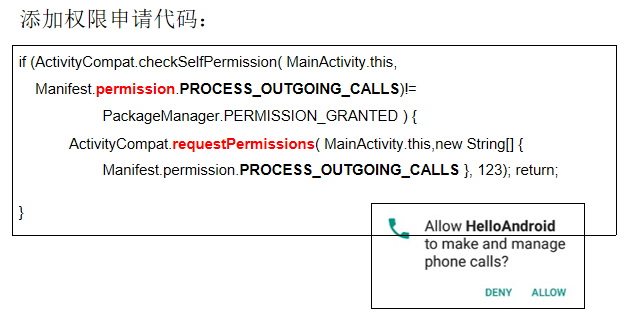 添加权限申请代码：
if (ActivityCompat.checkSelfPermission( MainActivity.this,
Manifest.permission.PROCESS_OUTGOING_CALLS)!=
PackageManager.PERMISSION_GRANTED ) {
ActivityCompat.requestPermissions( MainActivity.this,new String[] {
Manifest.permission.PROCESS_OUTGOING_CALLS }, 123); return;
}
Allow HelloAndroid
to make and manage
phone calls?
DENY ALLOW